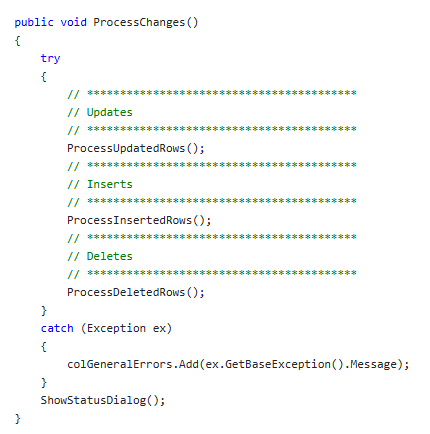 public void ProcessChanges()
{
    try
    {
        // *****************************************
        // Updates
        // *****************************************
        ProcessUpdatedRows();
        // *****************************************
        // Inserts
        // *****************************************
        ProcessInsertedRows();
        // *****************************************
        // Deletes
        // *****************************************
        ProcessDeletedRows();
    }
    catch (Exception ex)
    {
        colGeneralErrors.Add(ex.GetBaseException().Message);
    }
    ShowStatusDialog();
}